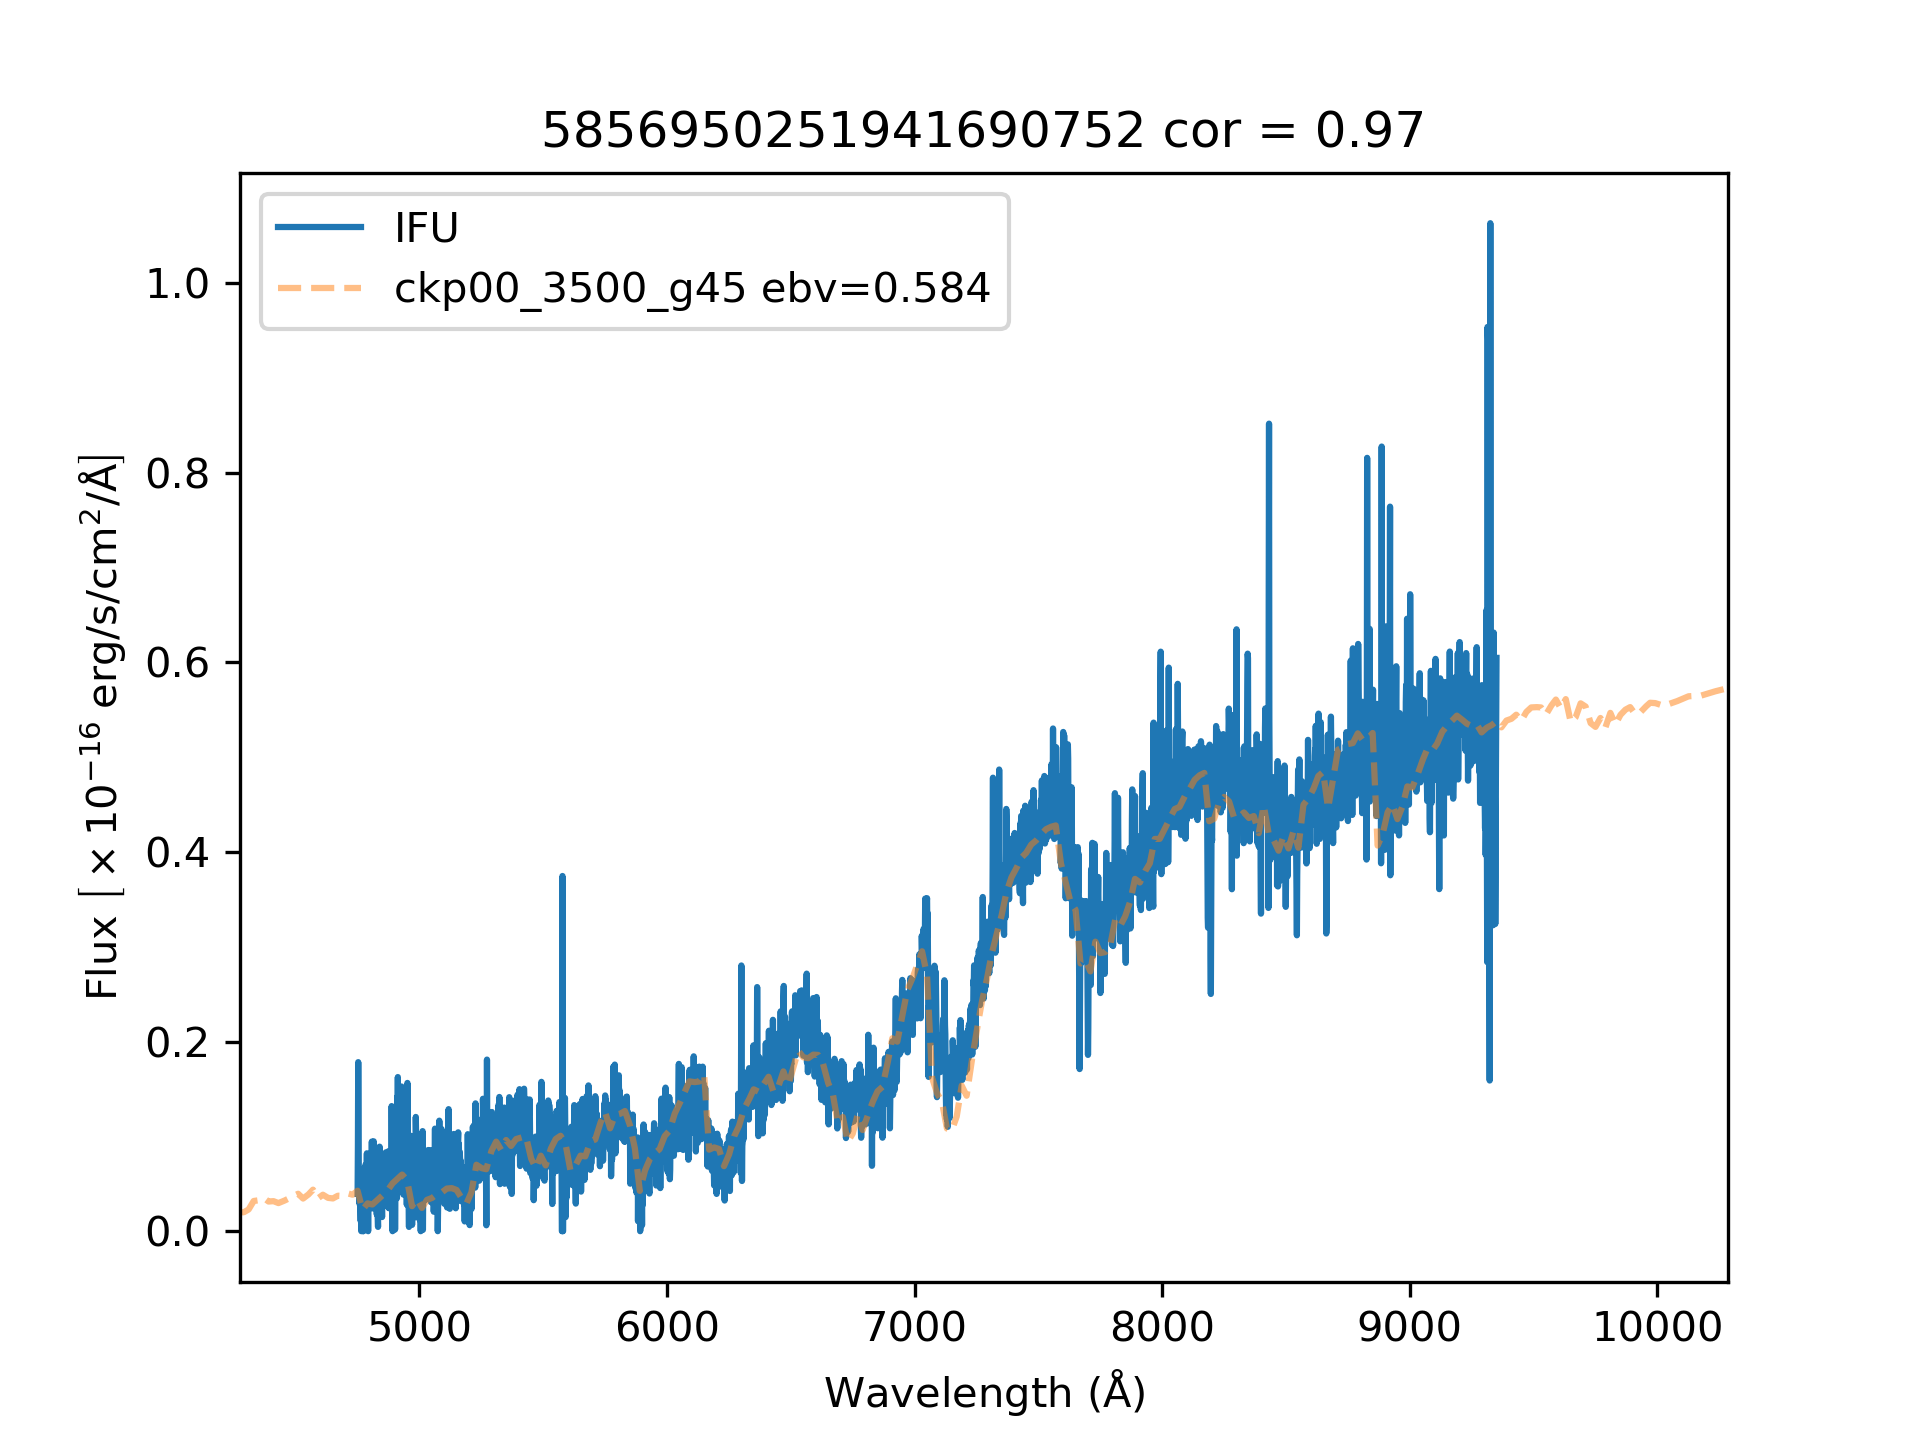 5856950251941690752 cor = 0.97
IFU
ckp00_3500_g45 ebv=0.584
Flux [× 10⁻¹⁶ erg/s/cm²/Å]
1.0
0.8
0.6
0.4
0.2
0.0
5000 6000 7000 8000 9000 10000
Wavelength (Å)